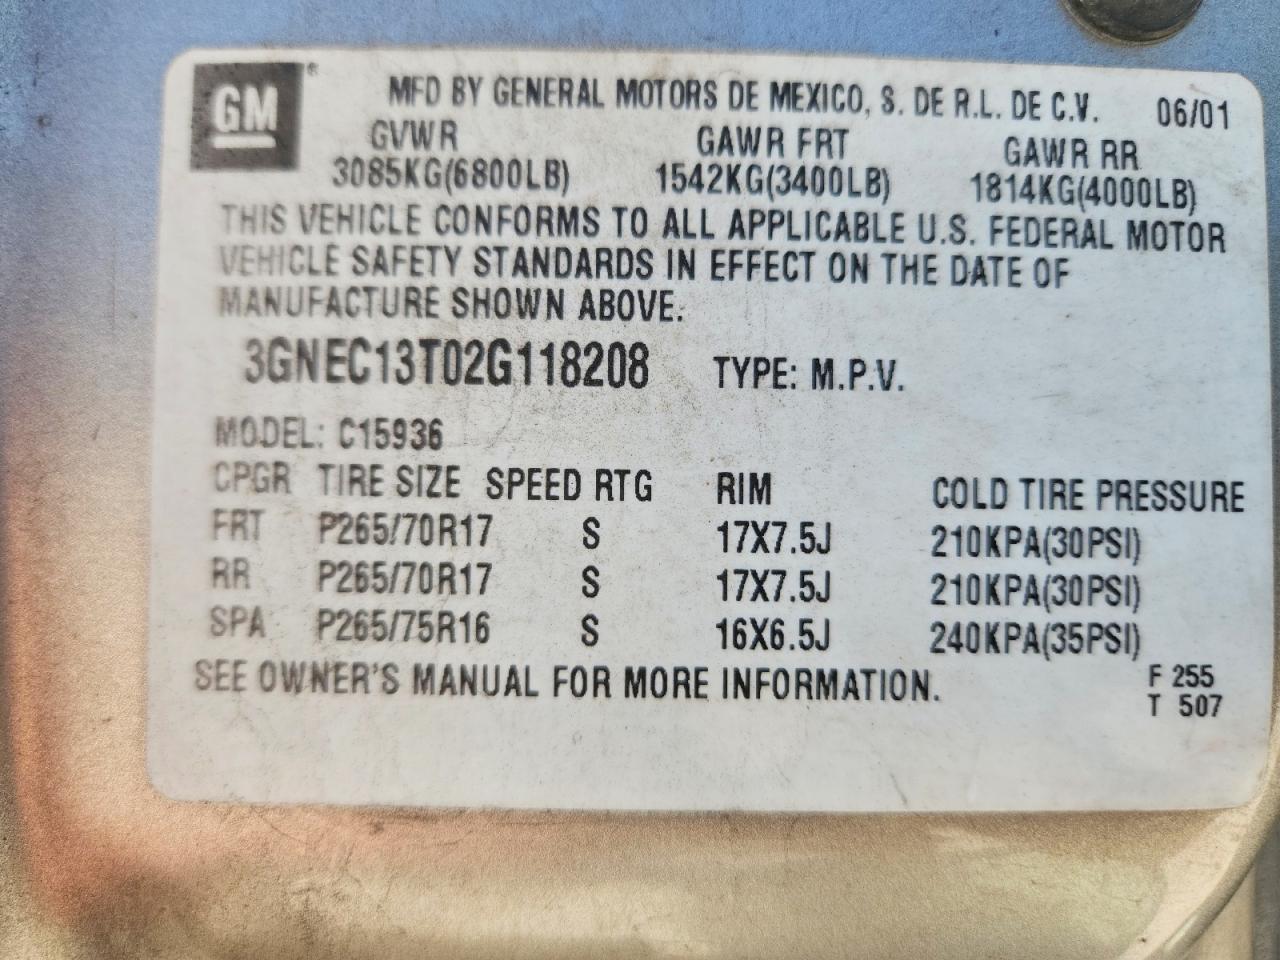 GM®
MFD BY GENERAL MOTORS DE MEXICO, S. DE R.L. DE C.V. 06/01
GVWR GAWR FRT GAWR RR
3085KG(6800LB) 1542KG(3400LB) 1814KG(4000LB)
THIS VEHICLE CONFORMS TO ALL APPLICABLE U.S. FEDERAL MOTOR
VEHICLE SAFETY STANDARDS IN EFFECT ON THE DATE OF
MANUFACTURE SHOWN ABOVE.
3GNEC13T02G118208 TYPE: M.P.V.
MODEL: C15936
CPGR TIRE SIZE SPEED RTG RIM COLD TIRE PRESSURE
FRT P265/70R17 S 17X7.5J 210KPA(30PSI)
RR P265/70R17 S 17X7.5J 210KPA(30PSI)
SPA P265/75R16 S 16X6.5J 240KPA(35PSI)
SEE OWNER'S MANUAL FOR MORE INFORMATION. F 255
T 507